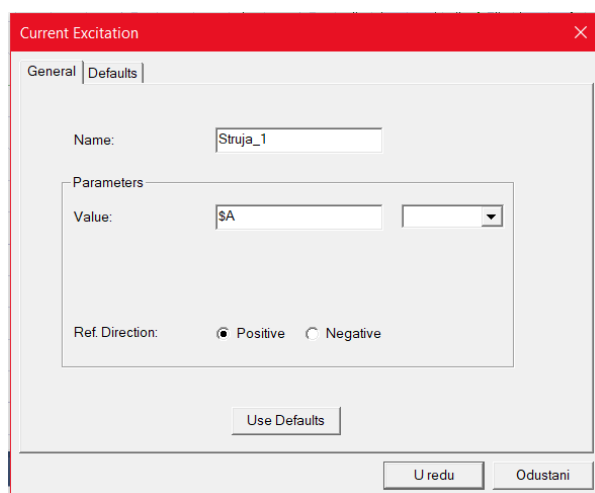 Current Excitation
General Defaults
Name: Struja_1
Parameters
Value: $A
Ref. Direction: Positive Negative
Use Defaults
U redu Odustani